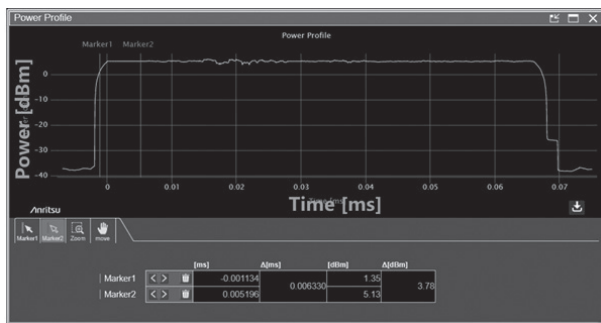 Power Profile
Power Profile
Marker1 Marker2
Power [dBm]
0
-10
-20
-30
-40
0 0.01 0.02 0.03 0.04 0.05 0.06 0.07
Time [ms]
Anritsu
Marker1 Marker2 Zoom move
[ms] Δ[ms] [dBm] Δ[dBm]
Marker1 -0.001134 0.006330 1.35 3.78
Marker2 0.005196 5.13